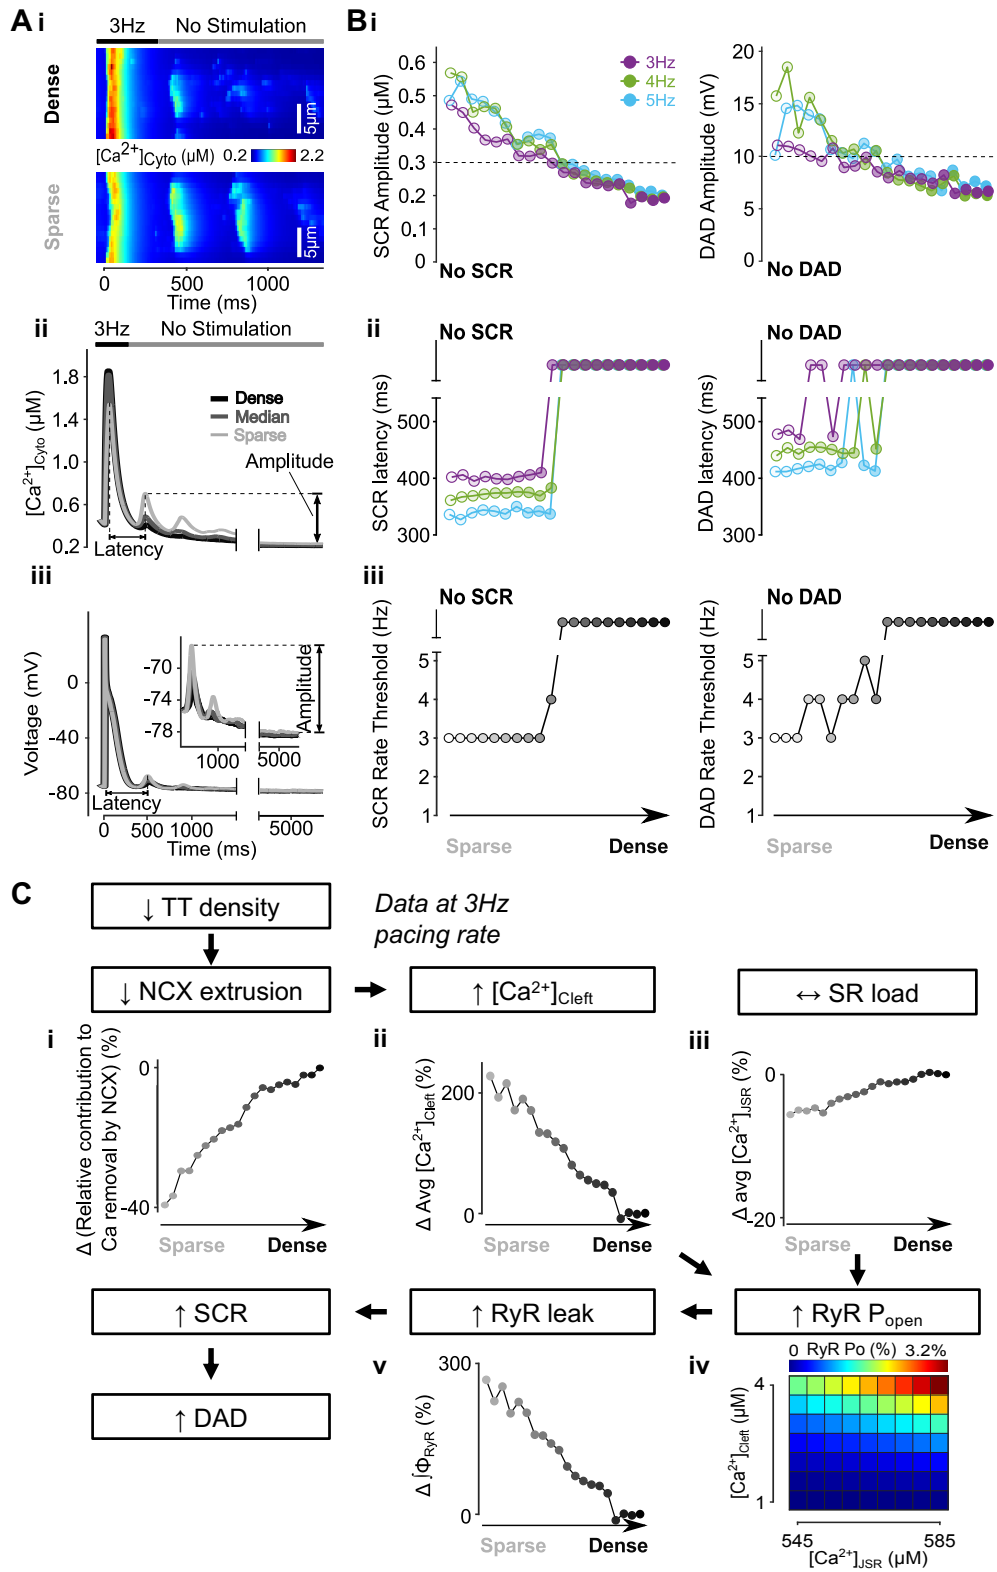 A i
3Hz No Stimulation
Dense
5µm
[Ca2+]Cyto (µM) 0.2 2.2
Sparse
5µm
0 500 1000
Time (ms)
ii
3Hz No Stimulation
[Ca2+]Cyto (µM)
1.8
1.4
1.0
0.6
0.2
Dense
Median
Sparse
Amplitude
Latency
iii
Voltage (mV)
0
-40
-80
-70
-74
-78
1000 5000
Amplitude
Latency
0 500 1000 5000
Time (ms)
B i
SCR Amplitude (µM)
0.6
0.5
0.4
0.3
0.2
0.1
0
3Hz
4Hz
5Hz
No SCR
DAD Amplitude (mV)
20
15
10
5
0
No DAD
ii
No SCR
SCR latency (ms)
500
400
300
No DAD
DAD latency (ms)
500
400
300
iii
No SCR
SCR Rate Threshold (Hz)
5
4
3
2
1
Sparse Dense
No DAD
DAD Rate Threshold (Hz)
5
4
3
2
1
Sparse Dense
C
↓ TT density
Data at 3Hz
pacing rate
↓ NCX extrusion
↑ [Ca2+]Cleft
↔ SR load
i
Δ (Relative contribution to
Ca removal by NCX) (%)
0
-40
Sparse Dense
ii
Δ Avg [Ca2+]Cleft (%)
200
0
Sparse Dense
iii
Δ avg [Ca2+]JSR (%)
0
-20
Sparse Dense
↑ SCR
↑ RyR leak
↑ RyR Popen
↑ DAD
v
Δ ∫ΦRyR (%)
300
0
Sparse Dense
iv
0 RyR Po (%) 3.2%
[Ca2+]Cleft (µM)
4
1
545 585
[Ca2+]JSR (µM)